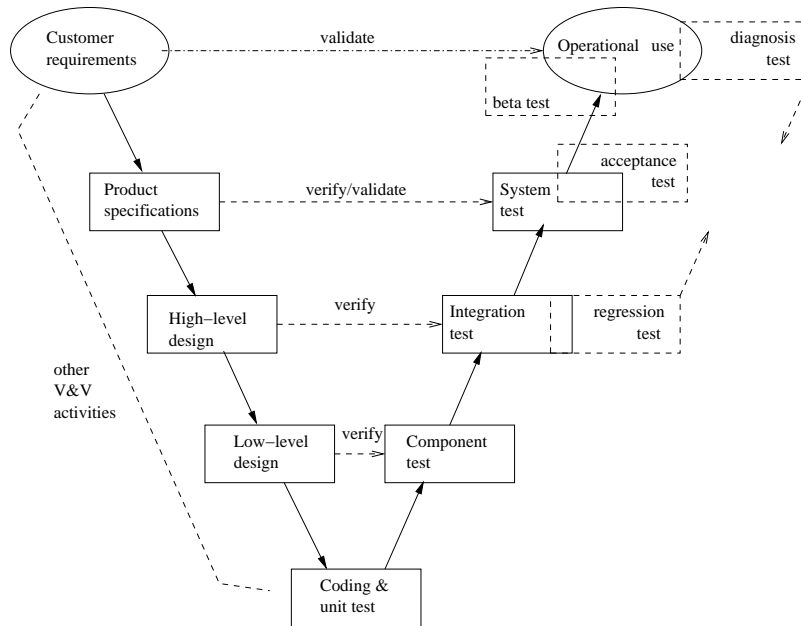 Customer
requirements
validate
Operational use
diagnosis
test
beta test
acceptance
test
Product
specifications
verify/validate
System
test
High–level
design
verify
Integration
test
regression
test
other
V&V
activities
Low–level
design
verify
Component
test
Coding &
unit test